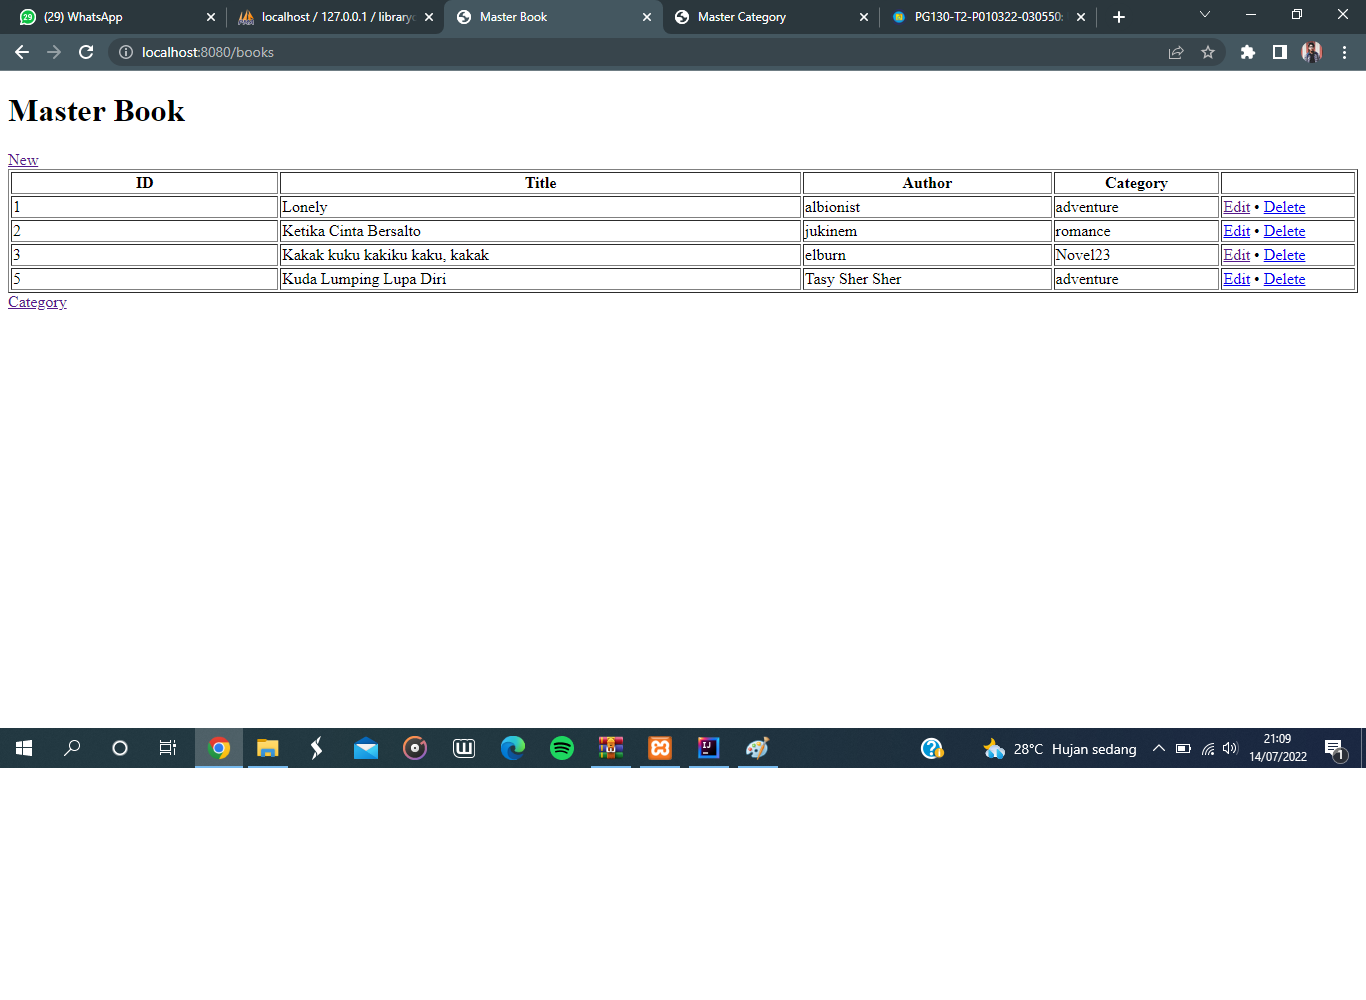 (29) WhatsApp
localhost / 127.0.0.1 / library
Master Book
Master Category
PG130-T2-P010322-030550:
localhost:8080/books
Master Book
New
ID Title Author Category
1 Lonely albionist adventure Edit • Delete
2 Ketika Cinta Bersalto jukinem romance Edit • Delete
3 Kakak kuku kakiku kaku, kakak elburn Novel23 Edit • Delete
5 Kuda Lumping Lupa Diri Tasy Sher Sher adventure Edit • Delete
Category
28°C Hujan sedang
21:09
14/07/2022
1